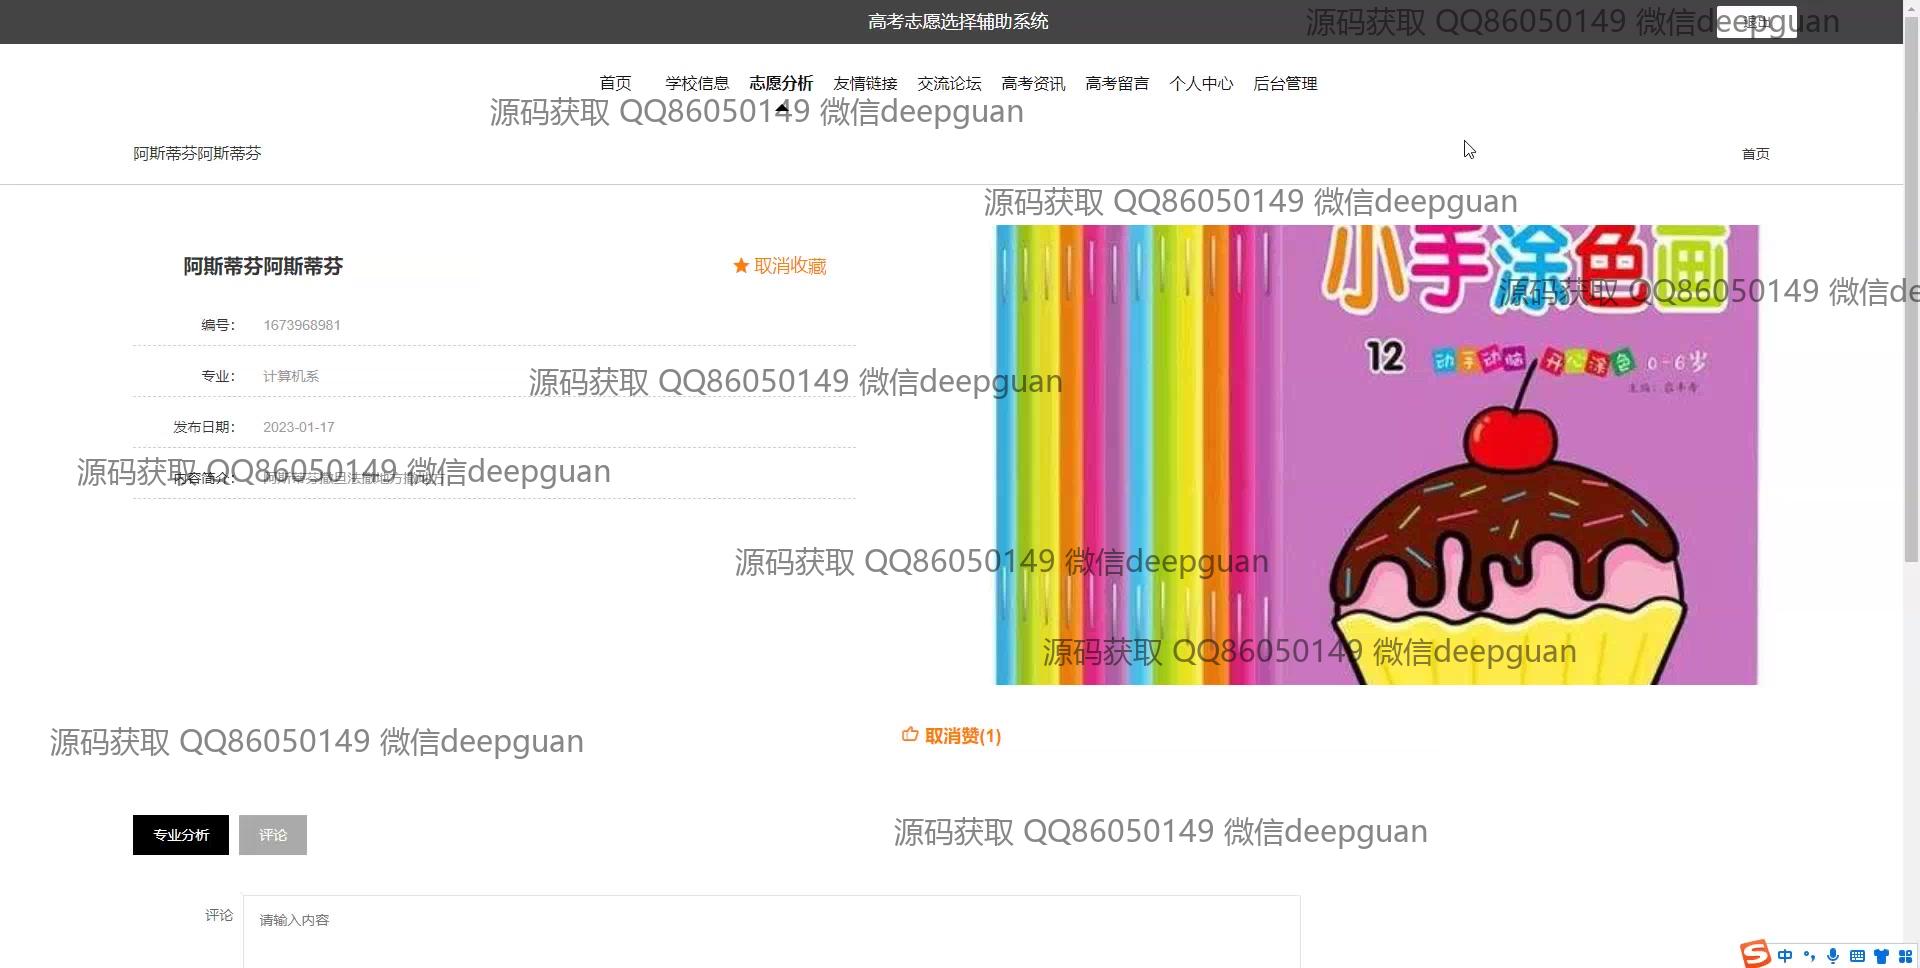 高考志愿选择辅助系统
源码获取 QQ86050149 微信deepguan
退出
首页 学校信息 志愿分析 友情链接 交流论坛 高考资讯 高考留言 个人中心 后台管理
源码获取 QQ86050149 微信deepguan
阿斯蒂芬阿斯蒂芬
首页
源码获取 QQ86050149 微信deepguan
阿斯蒂芬阿斯蒂芬
取消收藏
小手涂色画
源码获取 QQ86050149 微信de
编号： 1673968981
12 动手动脑 开心涂色 0-6岁
专业： 计算机系
源码获取 QQ86050149 微信deepguan
发布日期： 2023-01-17
源码获取 QQ86050149 微信deepguan
内容简介：
源码获取 QQ86050149 微信deepguan
源码获取 QQ86050149 微信deepguan
源码获取 QQ86050149 微信deepguan
取消赞(1)
专业分析 评论
源码获取 QQ86050149 微信deepguan
评论 请输入内容
中